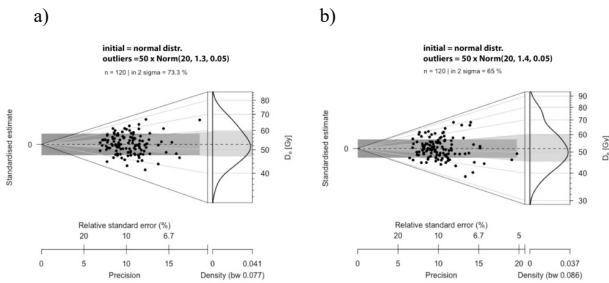 a)
initial = normal distr.
outliers =50 x Norm(20, 1.3, 0.05)
n = 120 | in 2 sigma = 73.3 %
Standardised estimate
0
80
70
60
50
40
Dₑ [Gy]
Relative standard error (%)
20 10 6.7
0 5 10 15
Precision
0 0.041
Density (bw 0.077)
b)
initial = normal distr.
outliers = 50 x Norm(20, 1.4, 0.05)
n = 120 | in 2 sigma = 65 %
Standardised estimate
0
90
80
70
60
50
40
30
Dₑ [Gy]
Relative standard error (%)
20 10 6.7 5
0 5 10 15 20
Precision
0 0.037
Density (bw 0.086)